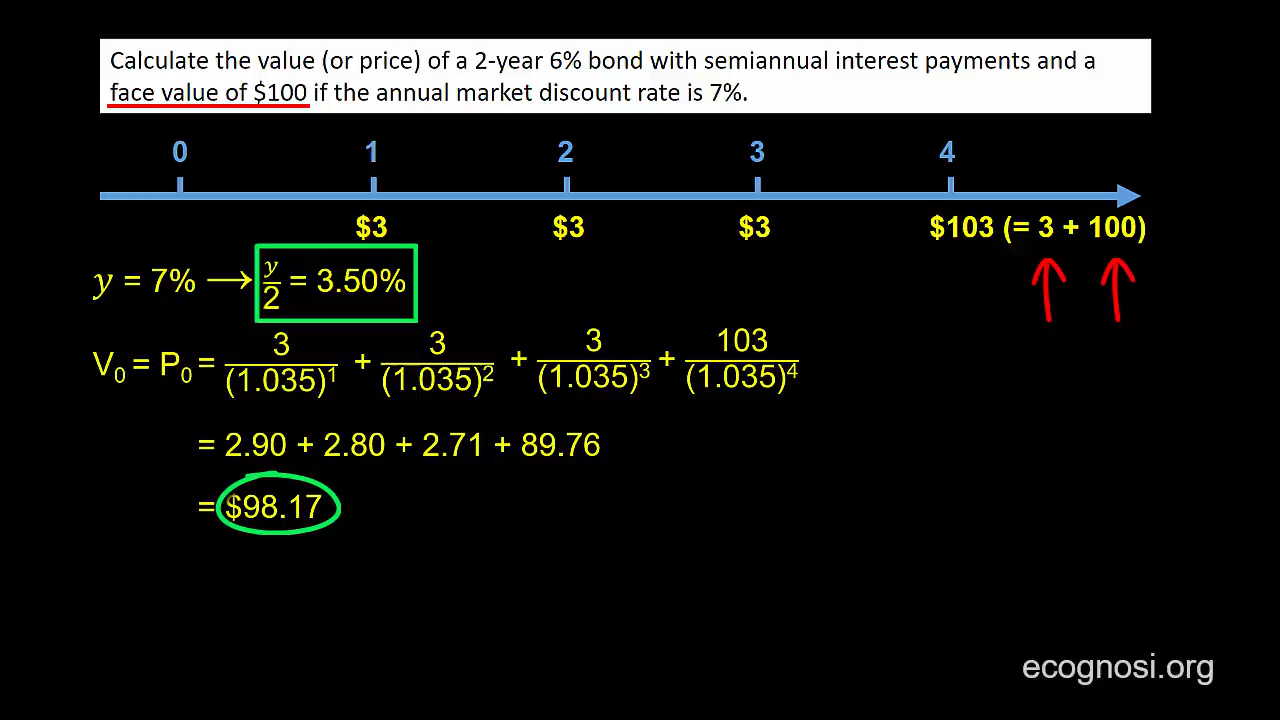 Calculate the value (or price) of a 2-year 6% bond with semiannual interest payments and a
face value of $100 if the annual market discount rate is 7%.
0 1 2 3 4
$3 $3 $3 $103 (= 3 + 100)
y = 7% → y/2 = 3.50%
V₀ = P₀ = 3/(1.035)¹ + 3/(1.035)² + 3/(1.035)³ + 103/(1.035)⁴
= 2.90 + 2.80 + 2.71 + 89.76
= $98.17
ecognosi.org